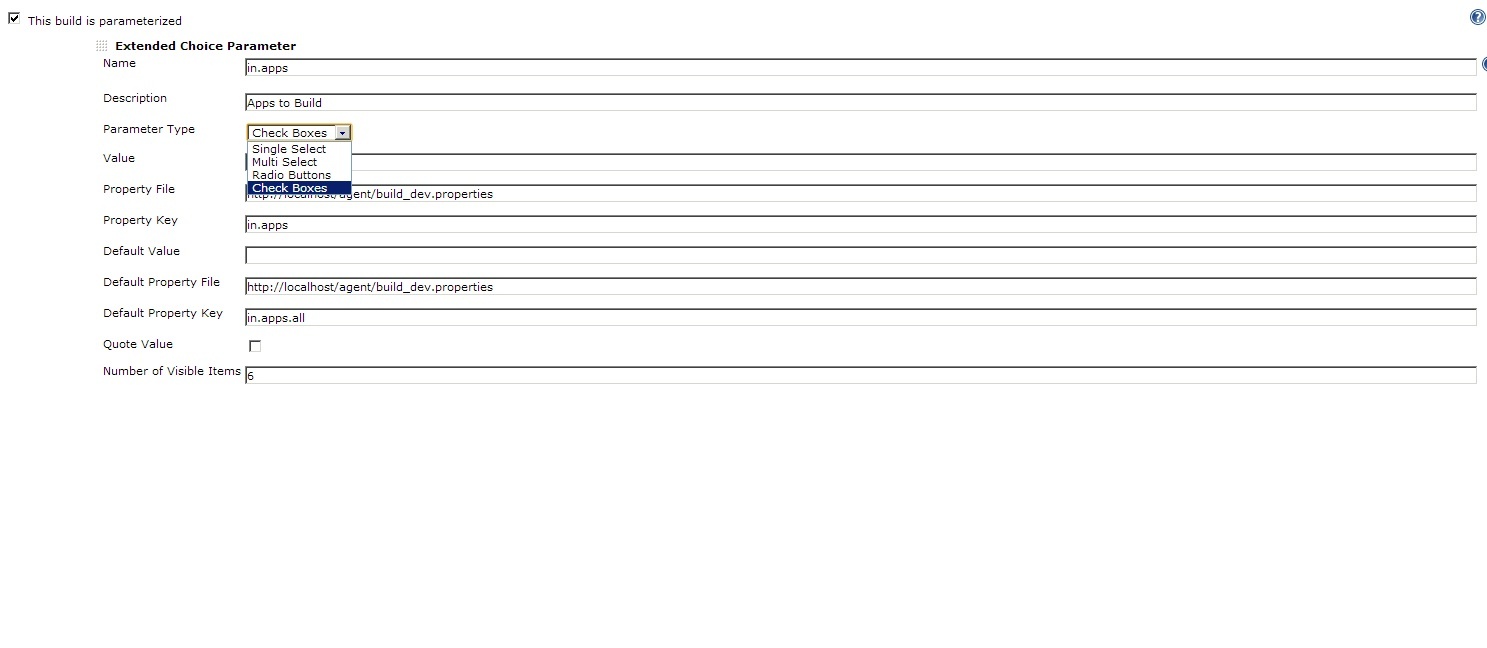 This build is parameterized
Extended Choice Parameter
Name in.apps
Description Apps to Build
Parameter Type Check Boxes
Single Select
Multi Select
Radio Buttons
Check Boxes
Value
Property File http://localhost/agent/build_dev.properties
Property Key in.apps
Default Value
Default Property File http://localhost/agent/build_dev.properties
Default Property Key in.apps.all
Quote Value
Number of Visible Items 6